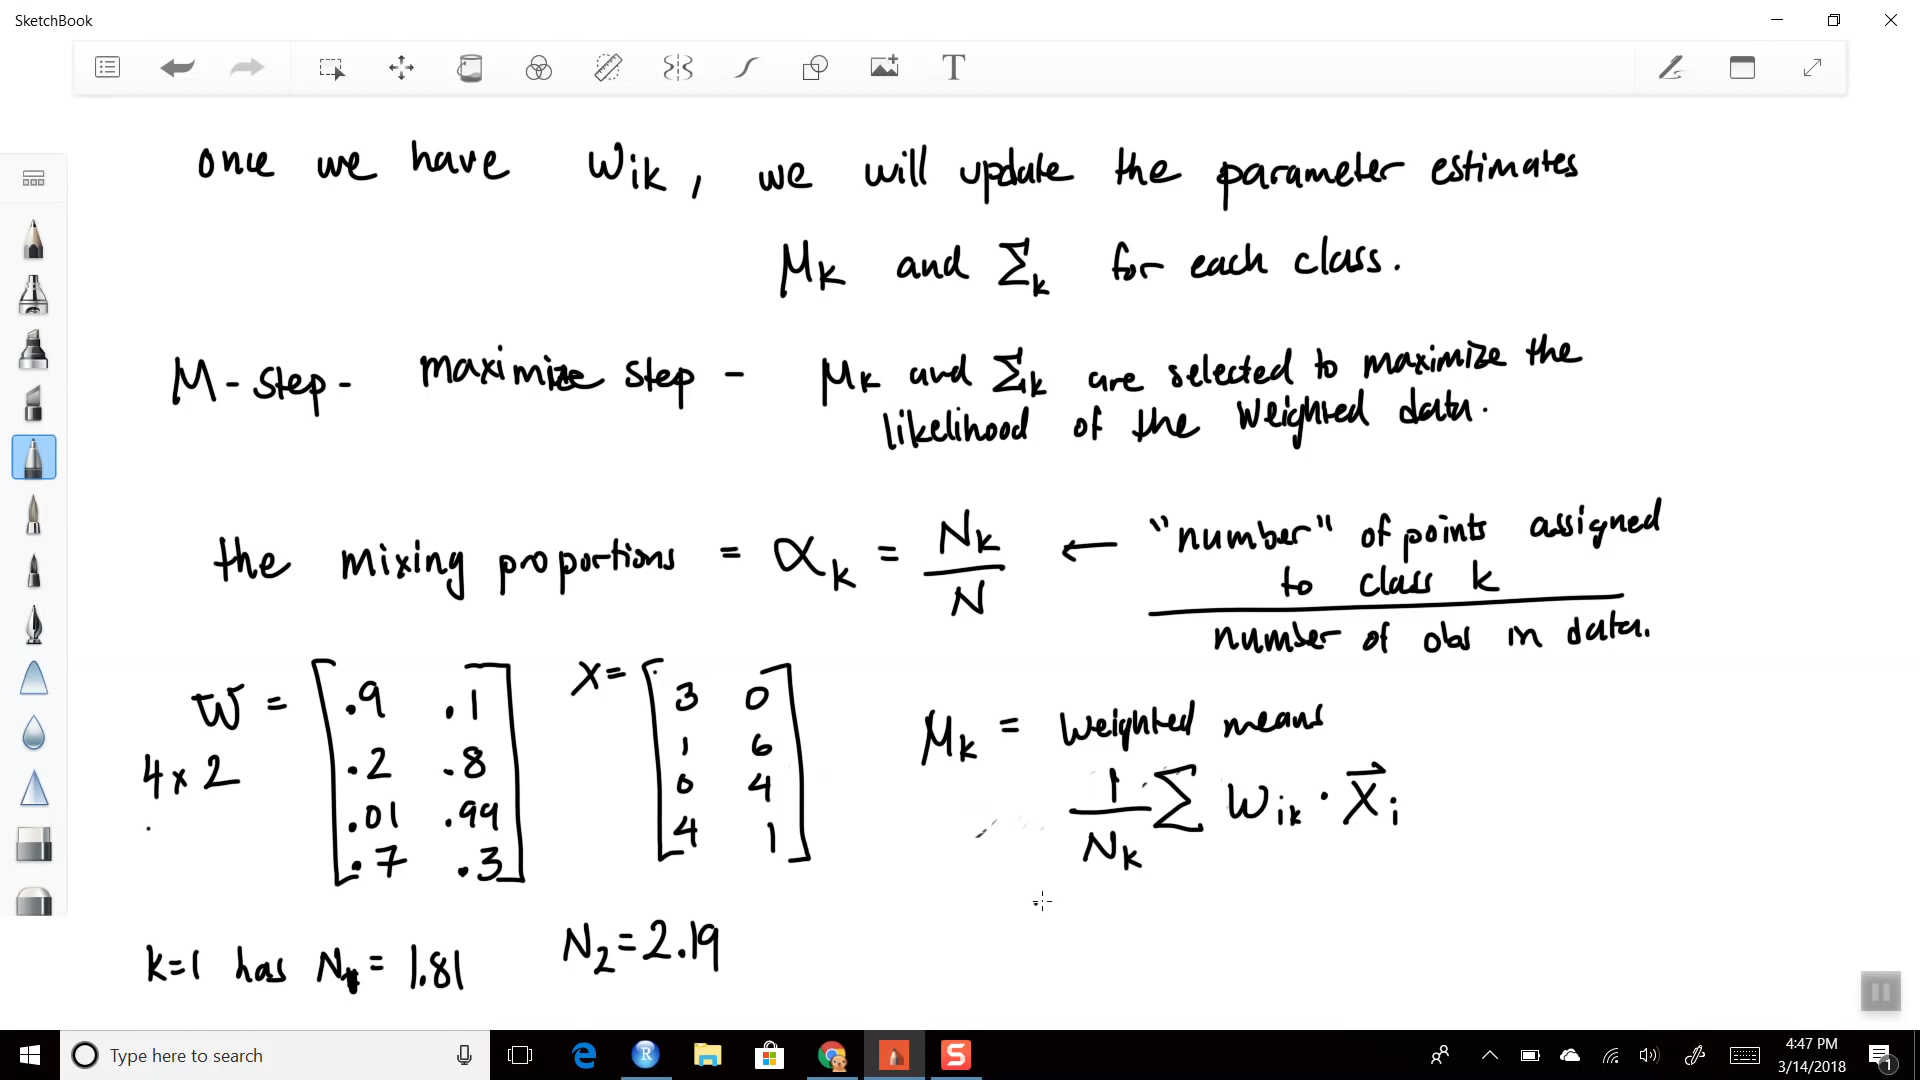 SketchBook
once we have Wik, we will update the parameter estimates
μk and Σk for each class.
M-step- maximize step - μk and Σk are selected to maximize the
likelihood of the weighted data.
the mixing proportions = αk = Nk / N ← "number" of points assigned
to class k
number of obs in data.
W = [ .9 .1
.2 .8
.01 .99
.7 .3 ]
4 x 2
X = [ 3 0
1 6
0 4
4 1 ]
μk = weighted means
1/Nk Σ Wik · X⃗i
k=1 has N1 = 1.81
N2 = 2.19
Type here to search
4:47 PM
3/14/2018
1